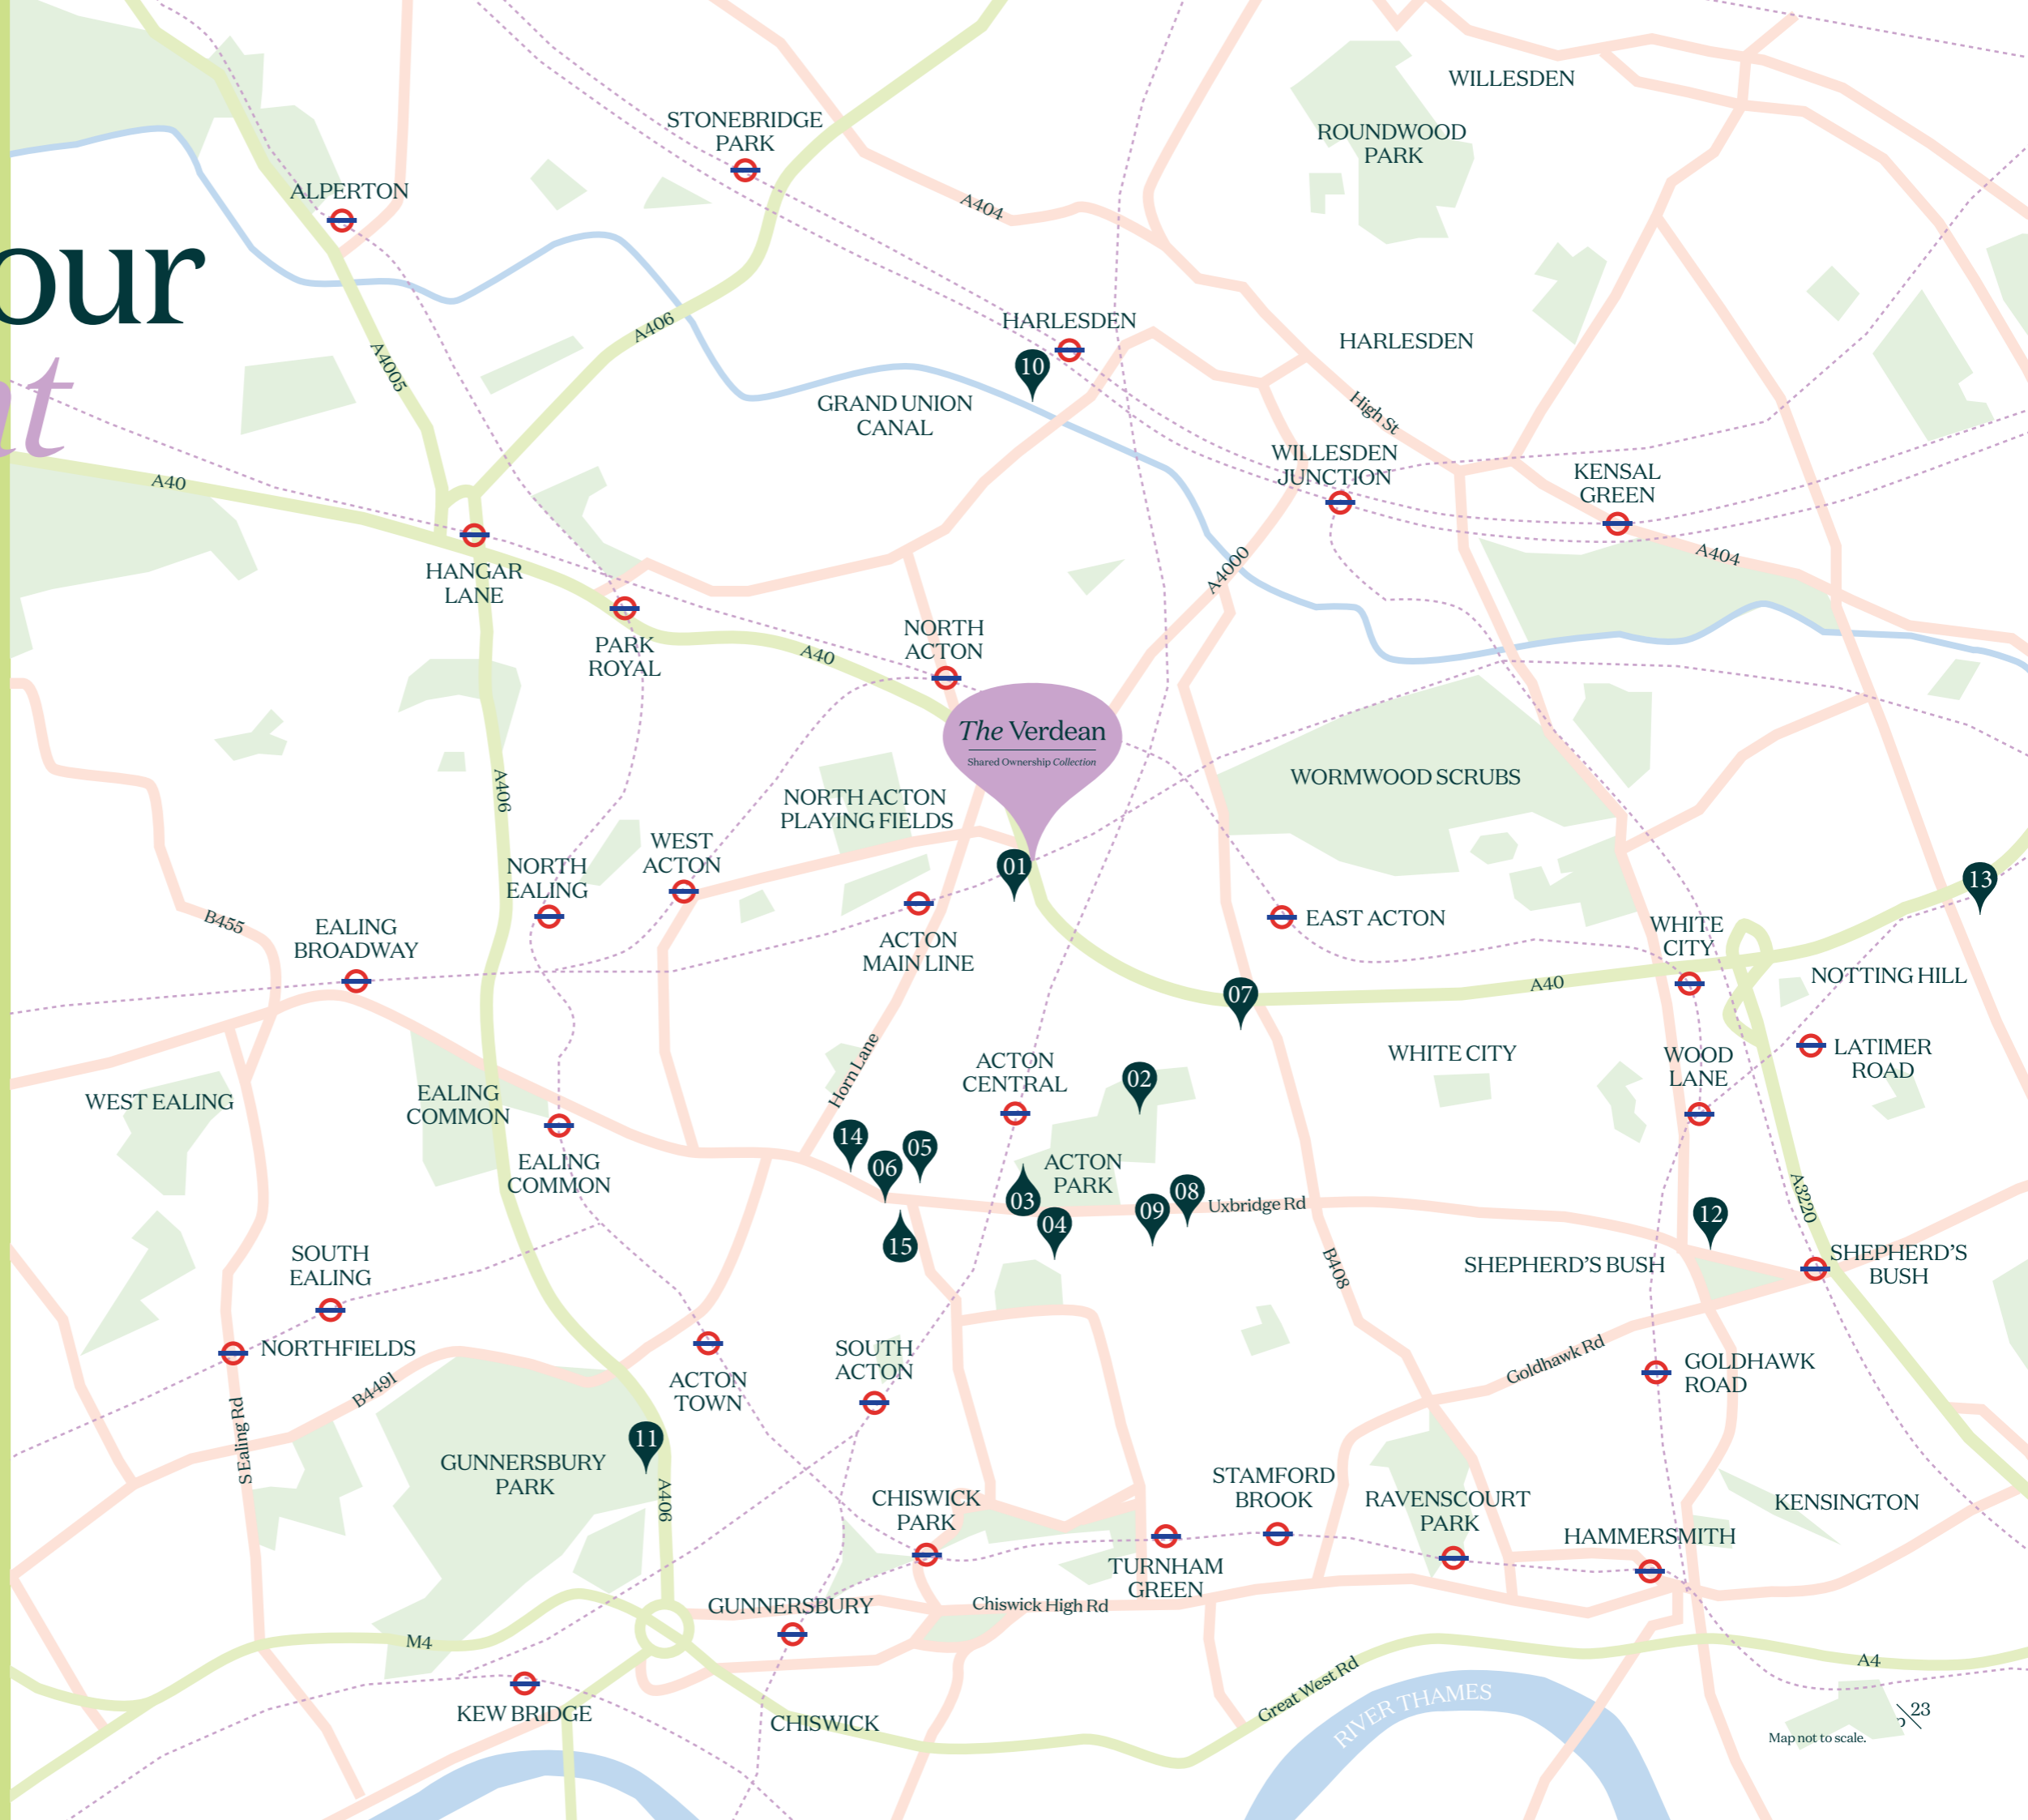 WILLESDEN
STONEBRIDGE
PARK
ROUNDWOOD
PARK
ALPERTON
A404
our
A406
HARLESDEN
HARLESDEN
A4005
10
GRAND UNION
CANAL
High St
WILLESDEN
JUNCTION
KENSAL
GREEN
A40
A404
HANGAR
LANE
A4000
NORTH
ACTON
PARK
ROYAL
A40
The Verdean
Shared Ownership Collection
WORMWOOD SCRUBS
A406
NORTH ACTON
PLAYING FIELDS
WEST
ACTON
NORTH
EALING
01
13
B455
EALING
BROADWAY
ACTON
MAIN LINE
EAST ACTON
WHITE
CITY
NOTTING HILL
A40
07
Horn Lane
ACTON
CENTRAL
WHITE CITY
WOOD
LANE
LATIMER
ROAD
02
WEST EALING
EALING
COMMON
14
05
06
EALING
COMMON
ACTON
PARK
03
04
09
08
Uxbridge Rd
A3220
12
15
SOUTH
EALING
B408
SHEPHERD'S BUSH
SHEPHERD'S
BUSH
NORTHFIELDS
SOUTH
ACTON
Goldhawk Rd
GOLDHAWK
ROAD
B4491
ACTON
TOWN
S Ealing Rd
11
GUNNERSBURY
PARK
A406
CHISWICK
PARK
STAMFORD
BROOK
RAVENSCOURT
PARK
KENSINGTON
HAMMERSMITH
TURNHAM
GREEN
GUNNERSBURY
Chiswick High Rd
M4
A4
Great West Rd
KEW BRIDGE
CHISWICK
RIVER THAMES
23
Map not to scale.